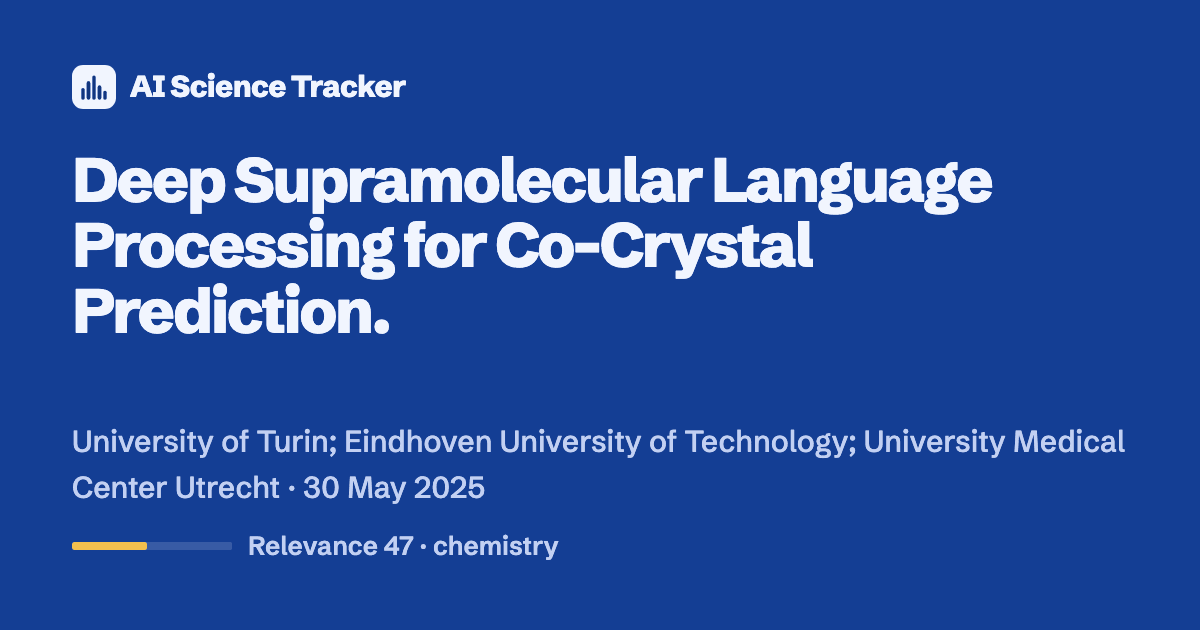 AI Science Tracker
Deep Supramolecular Language
Processing for Co-Crystal
Prediction.
University of Turin; Eindhoven University of Technology; University Medical
Center Utrecht · 30 May 2025
Relevance 47 · chemistry